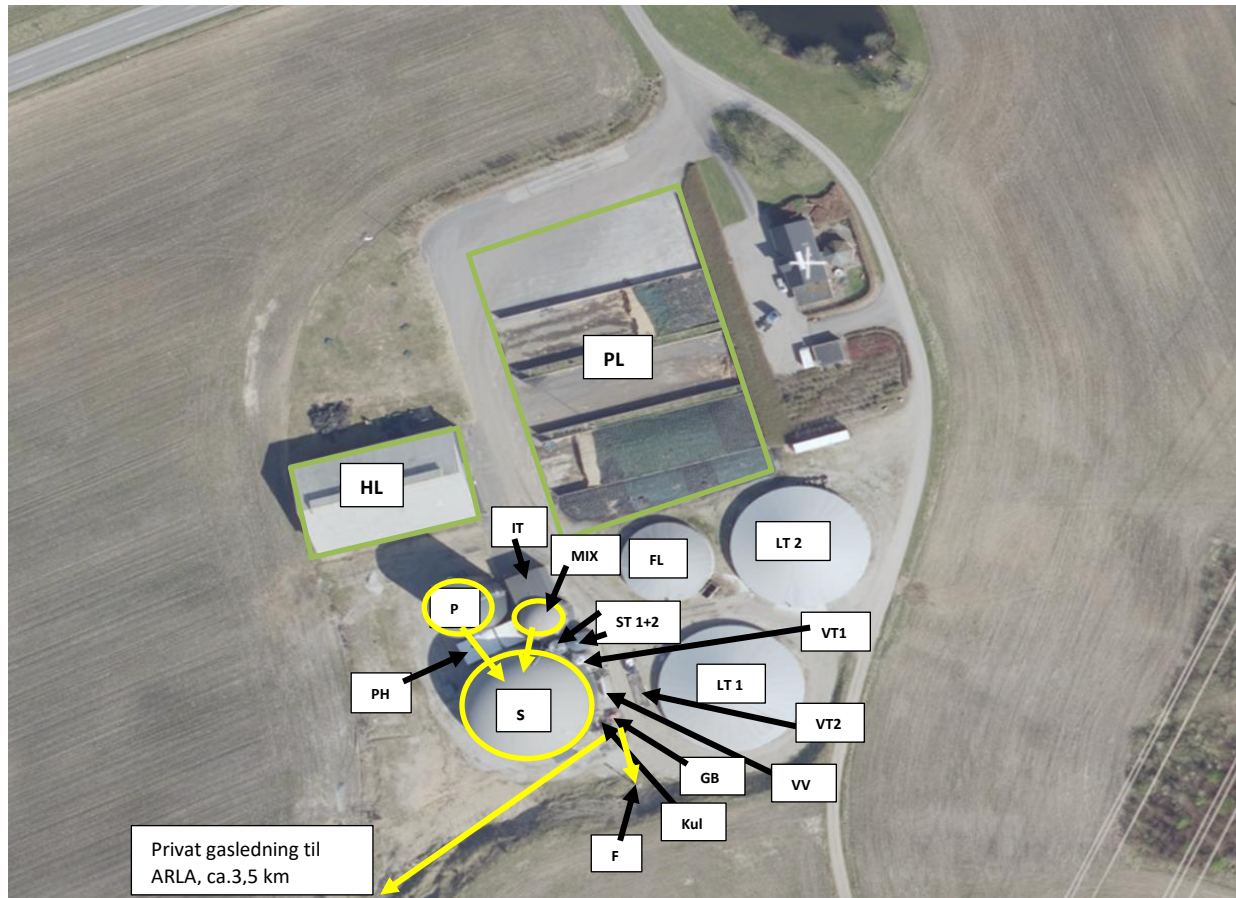 PL
HL
IT
MIX
FL
LT 2
P
ST 1+2
VT1
PH
LT 1
S
VT2
GB
VV
Kul
F
Privat gasledning til
ARLA, ca.3,5 km